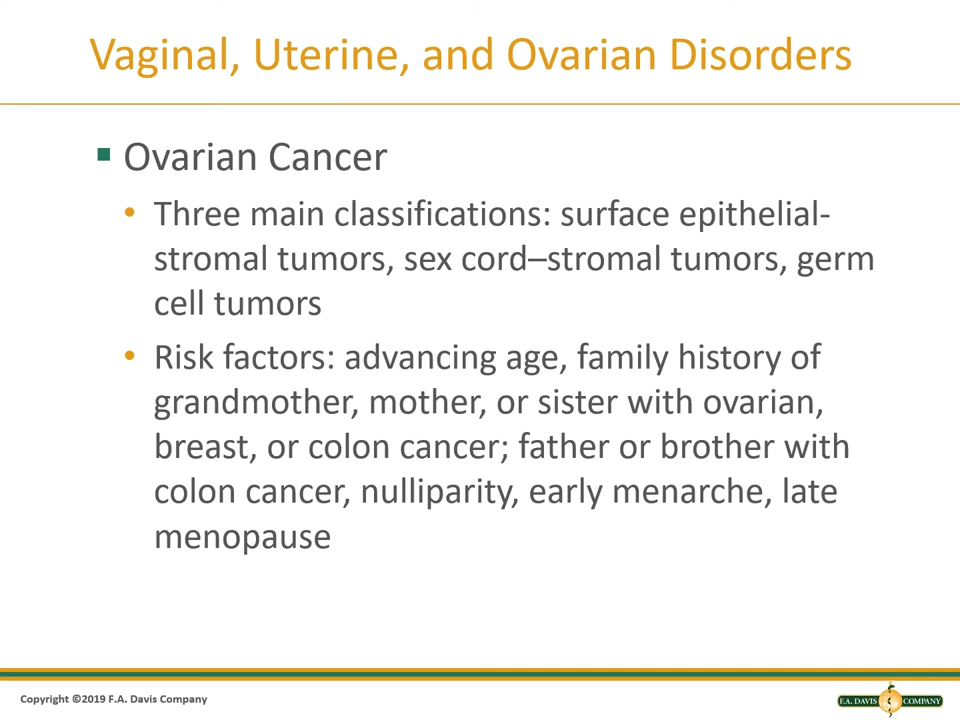 Vaginal, Uterine, and Ovarian Disorders
Ovarian Cancer
Three main classifications: surface epithelial-
stromal tumors, sex cord–stromal tumors, germ
cell tumors
Risk factors: advancing age, family history of
grandmother, mother, or sister with ovarian,
breast, or colon cancer; father or brother with
colon cancer, nulliparity, early menarche, late
menopause
Copyright ©2019 F.A. Davis Company
F.A. DAVIS COMPANY